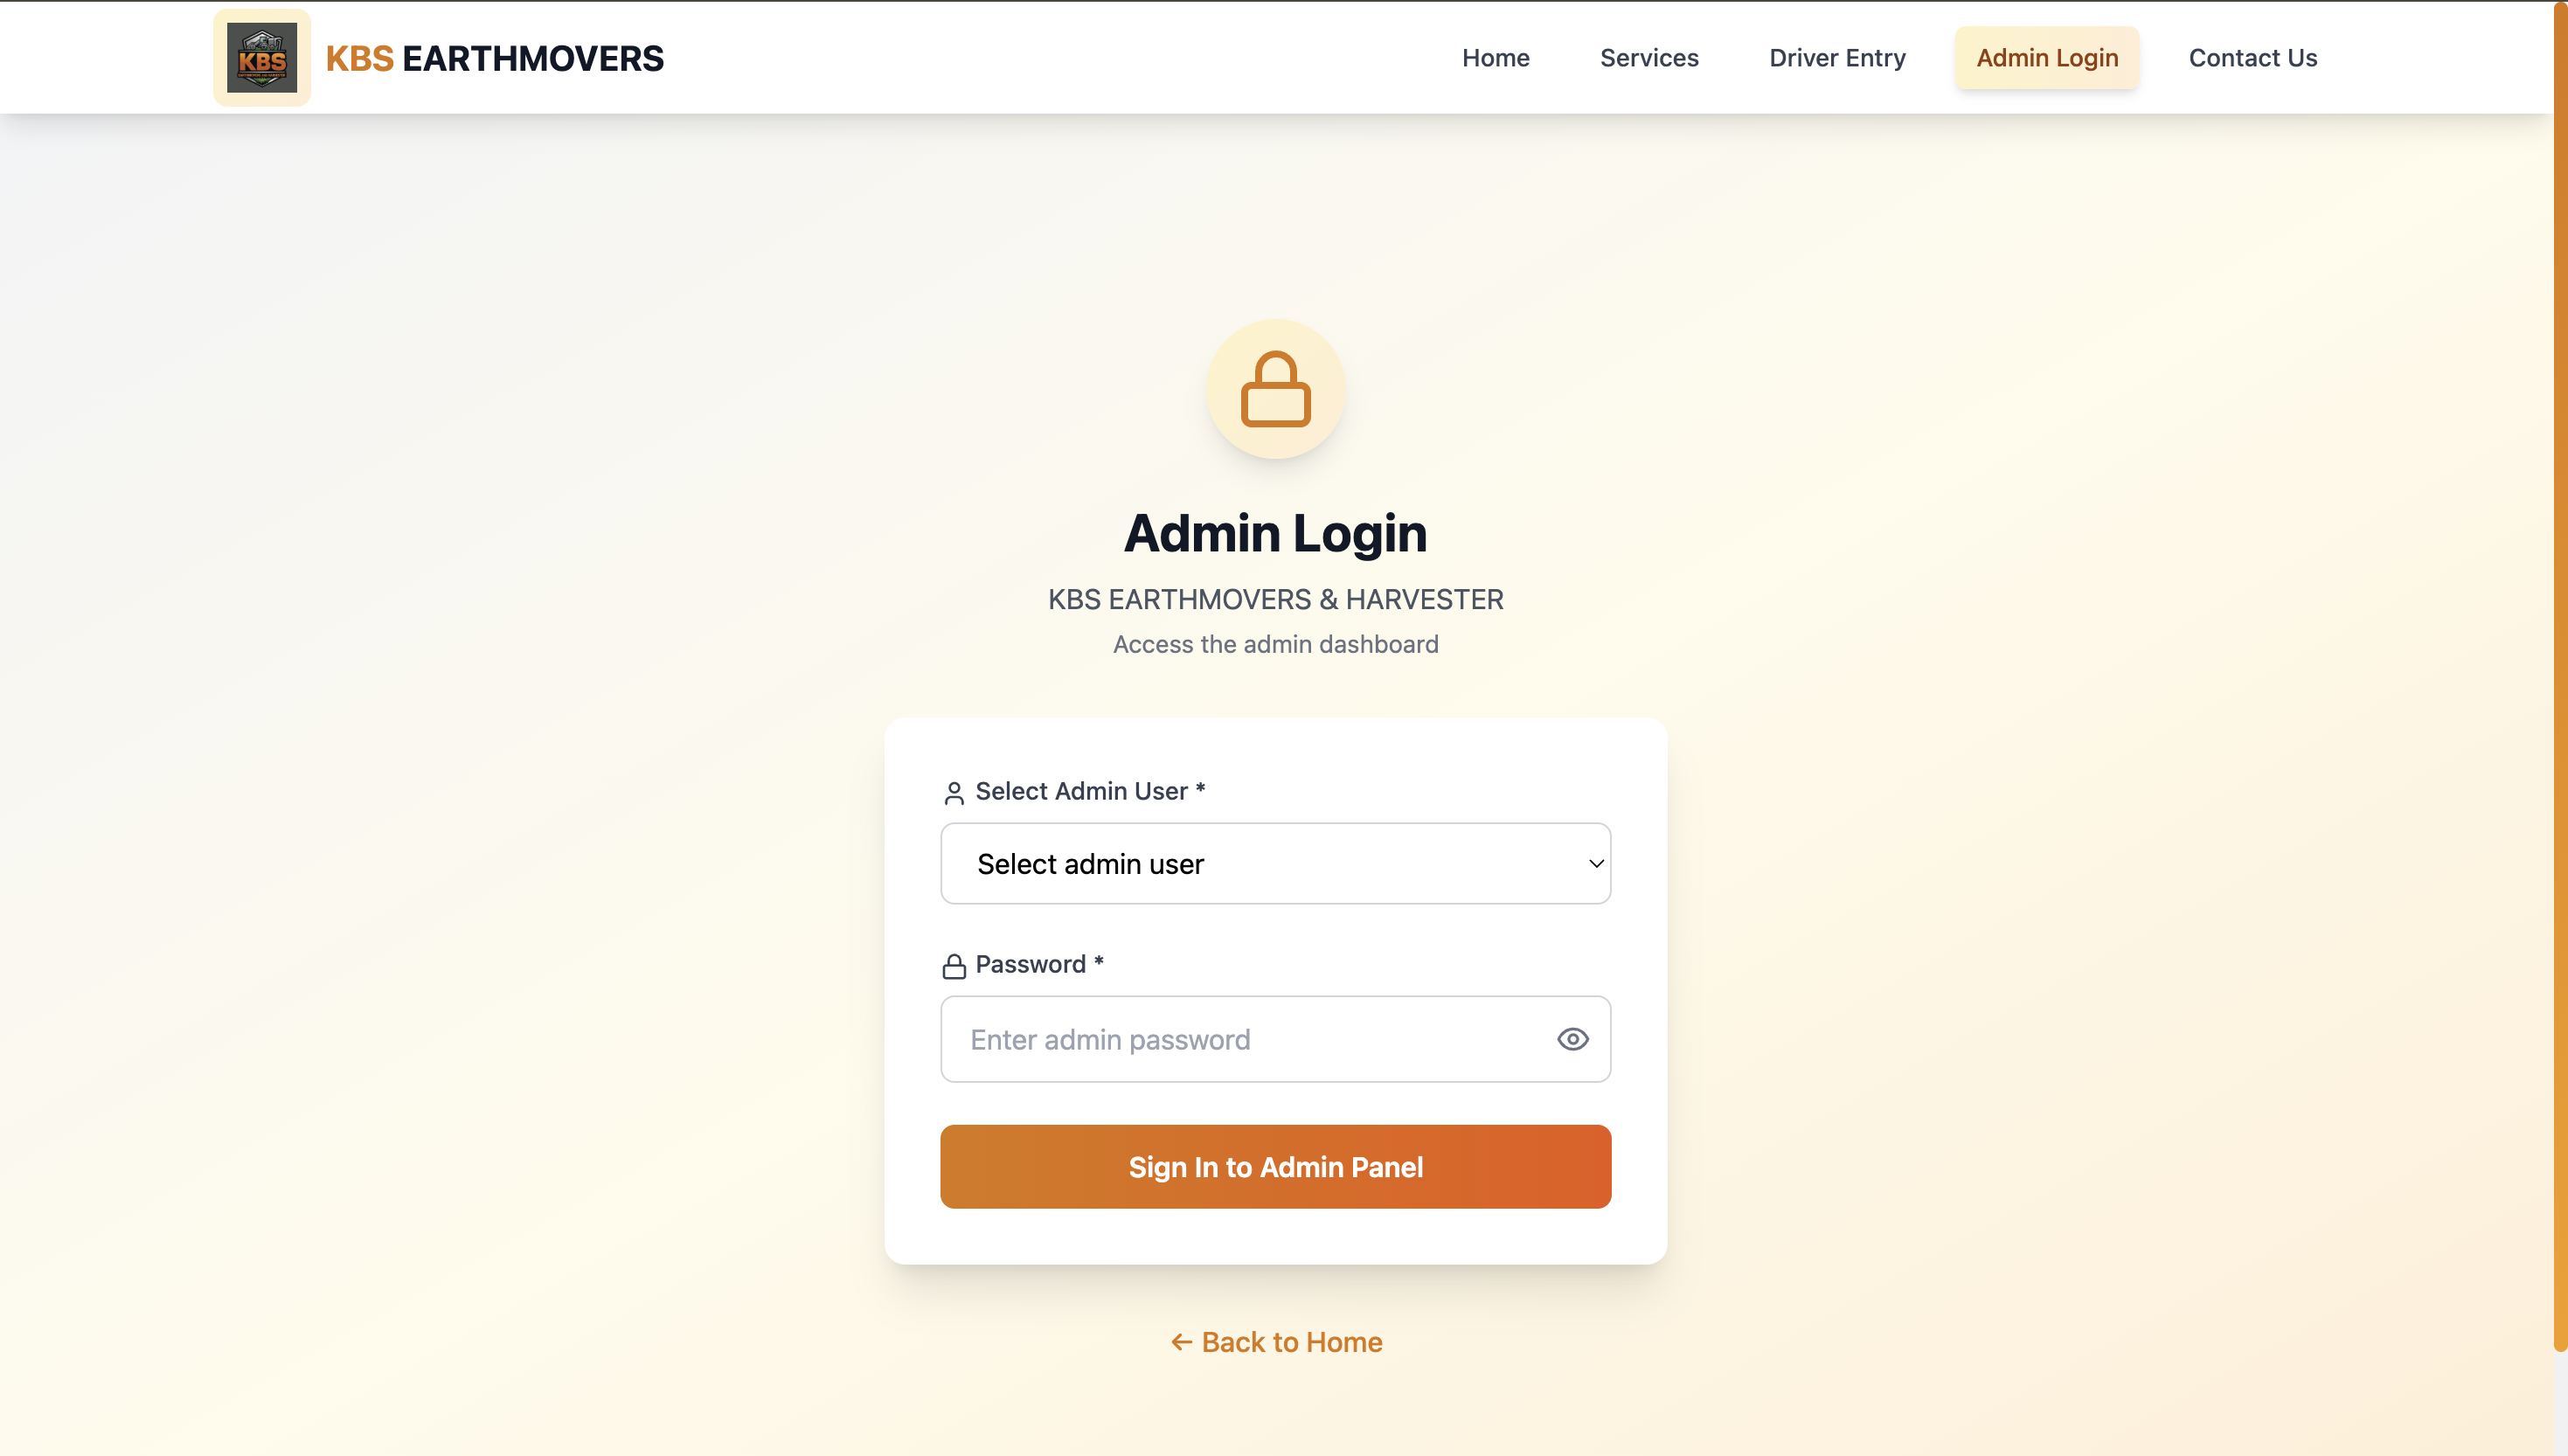 KBS
KBS EARTHMOVERS
Home
Services
Driver Entry
Admin Login
Contact Us
Admin Login
KBS EARTHMOVERS & HARVESTER
Access the admin dashboard
Select Admin User *
Select admin user
Password *
Enter admin password
Sign In to Admin Panel
← Back to Home